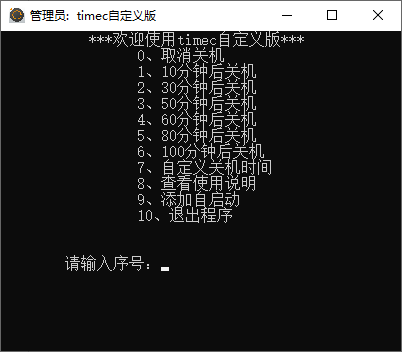 管理员: timec自定义版
***欢迎使用timec自定义版***
0、取消关机
1、10分钟后关机
2、30分钟后关机
3、50分钟后关机
4、60分钟后关机
5、80分钟后关机
6、100分钟后关机
7、自定义关机时间
8、查看使用说明
9、添加自启动
10、退出程序
请输入序号：